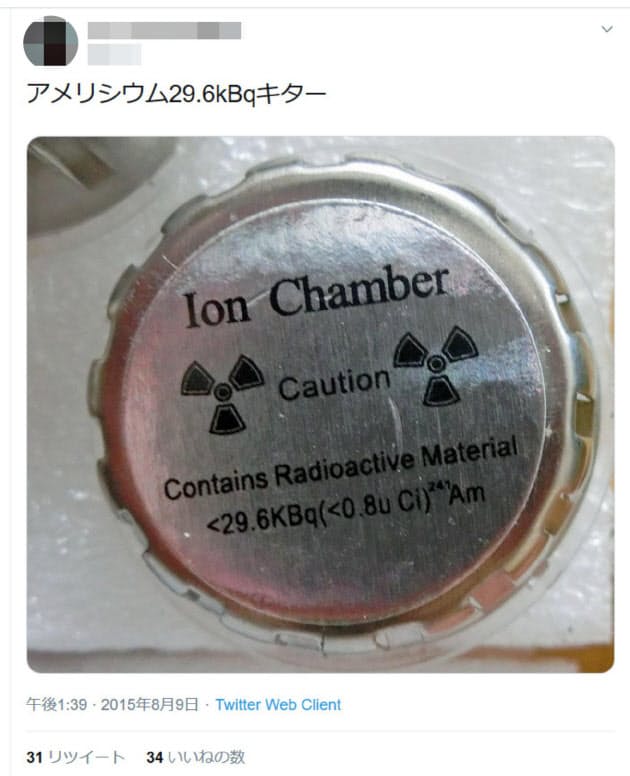 アメリシウム29.6kBqキター
Ion Chamber
Caution
Contains Radioactive Material
<29.6KBq(<0.8u Ci)²⁴¹Am
午後1:39 · 2015年8月9日 · Twitter Web Client
31 リツイート 34 いいねの数